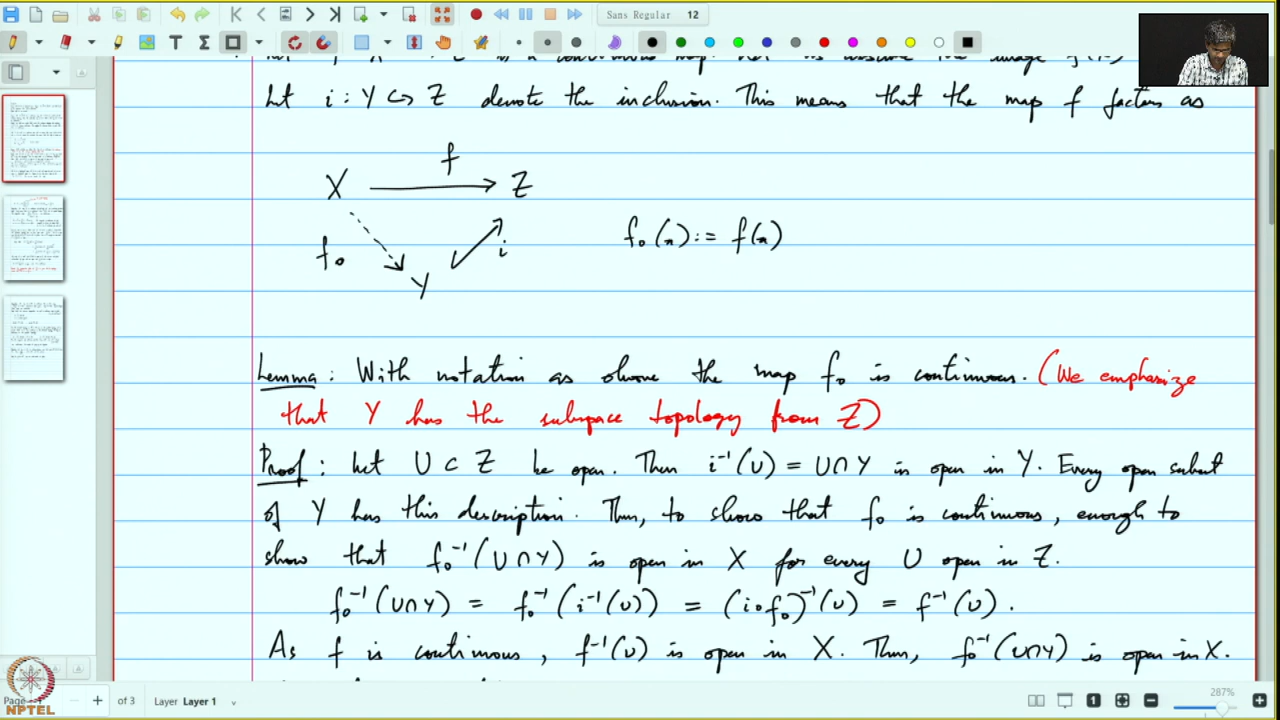 Sans Regular 12
Let i : Y ↪ Z denote the inclusion. This means that the map f factors as
f
X Z
f₀(x) := f(x)
f₀ i
Y
Lemma : With notation as above the map f₀ is continuous. (We emphasize
that Y has the subspace topology from Z)
Proof : Let U ⊂ Z be open. Then i⁻¹(U) = U∩Y is open in Y. Every open subset
of Y has this description. Thus, to show that f₀ is continuous, enough to
show that f₀⁻¹(U∩Y) is open in X for every U open in Z.
f₀⁻¹(U∩Y) = f₀⁻¹(i⁻¹(U)) = (i∘f₀)⁻¹(U) = f⁻¹(U).
As f is continuous, f⁻¹(U) is open in X. Thus, f₀⁻¹(U∩Y) is open in X.
NPTEL
Page of 3 Layer Layer 1
287%